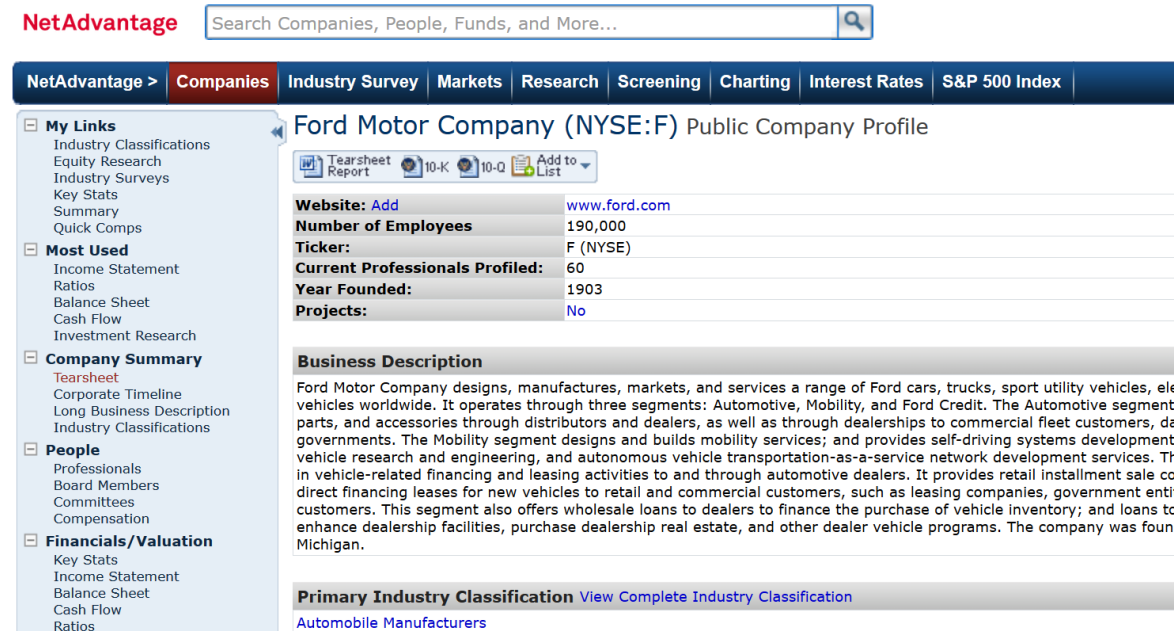 NetAdvantage
Search Companies, People, Funds, and More...
NetAdvantage > Companies Industry Survey Markets Research Screening Charting Interest Rates S&P 500 Index
My Links
Industry Classifications
Equity Research
Industry Surveys
Key Stats
Summary
Quick Comps
Most Used
Income Statement
Ratios
Balance Sheet
Cash Flow
Investment Research
Company Summary
Tearsheet
Corporate Timeline
Long Business Description
Industry Classifications
People
Professionals
Board Members
Committees
Compensation
Financials/Valuation
Key Stats
Income Statement
Balance Sheet
Cash Flow
Ratios
Ford Motor Company (NYSE:F) Public Company Profile
Tearsheet Report 10-K 10-Q Add to List
Website: Add www.ford.com
Number of Employees 190,000
Ticker: F (NYSE)
Current Professionals Profiled: 60
Year Founded: 1903
Projects: No
Business Description
Ford Motor Company designs, manufactures, markets, and services a range of Ford cars, trucks, sport utility vehicles, ele
vehicles worldwide. It operates through three segments: Automotive, Mobility, and Ford Credit. The Automotive segment
parts, and accessories through distributors and dealers, as well as through dealerships to commercial fleet customers, da
governments. The Mobility segment designs and builds mobility services; and provides self-driving systems development
vehicle research and engineering, and autonomous vehicle transportation-as-a-service network development services. Th
in vehicle-related financing and leasing activities to and through automotive dealers. It provides retail installment sale co
direct financing leases for new vehicles to retail and commercial customers, such as leasing companies, government enti
customers. This segment also offers wholesale loans to dealers to finance the purchase of vehicle inventory; and loans to
enhance dealership facilities, purchase dealership real estate, and other dealer vehicle programs. The company was foun
Michigan.
Primary Industry Classification View Complete Industry Classification
Automobile Manufacturers